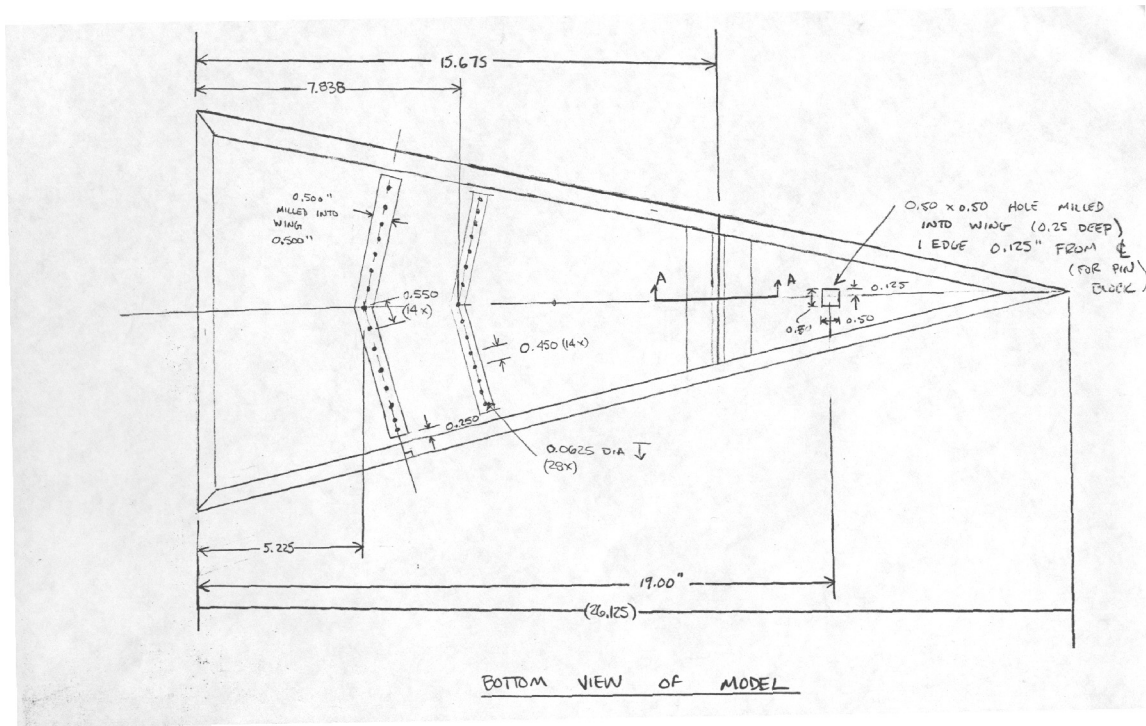 15.675
7.838
0.500"
MILLED INTO
WING
0.500"
0.50 x 0.50 HOLE MILLED
INTO WING (0.25 DEEP)
1 EDGE 0.125" FROM ℄
(FOR PIN
BLOCK)
A
A
0.125
0.550
(14x)
0.50
0.450 (14x)
0.250
0.0625 DIA ↧
(28x)
5.225
19.00"
(26.125)
BOTTOM VIEW OF MODEL